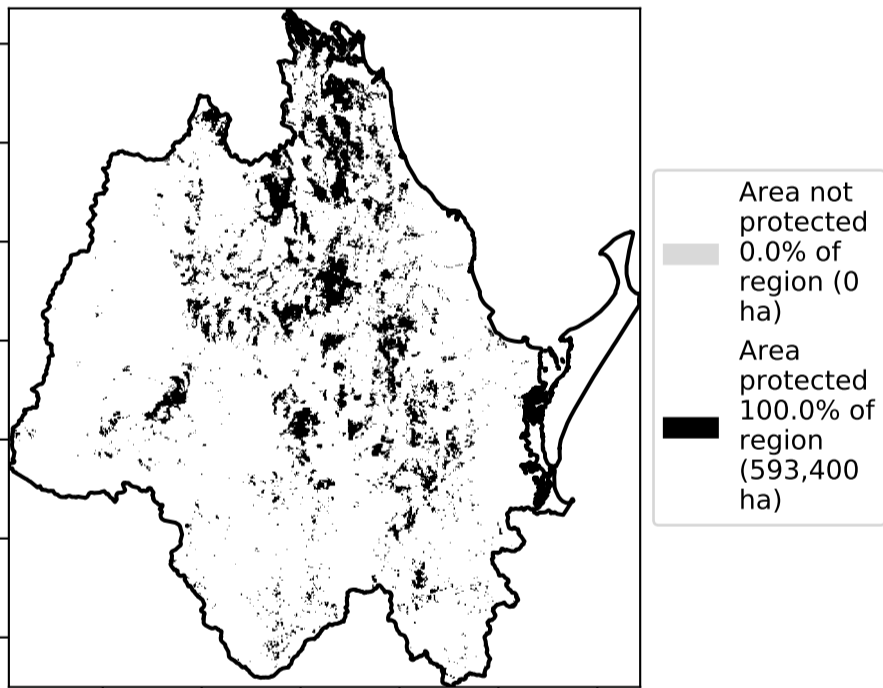 Area not
protected
0.0% of
region (0
ha)
Area
protected
100.0% of
region
(593,400
ha)